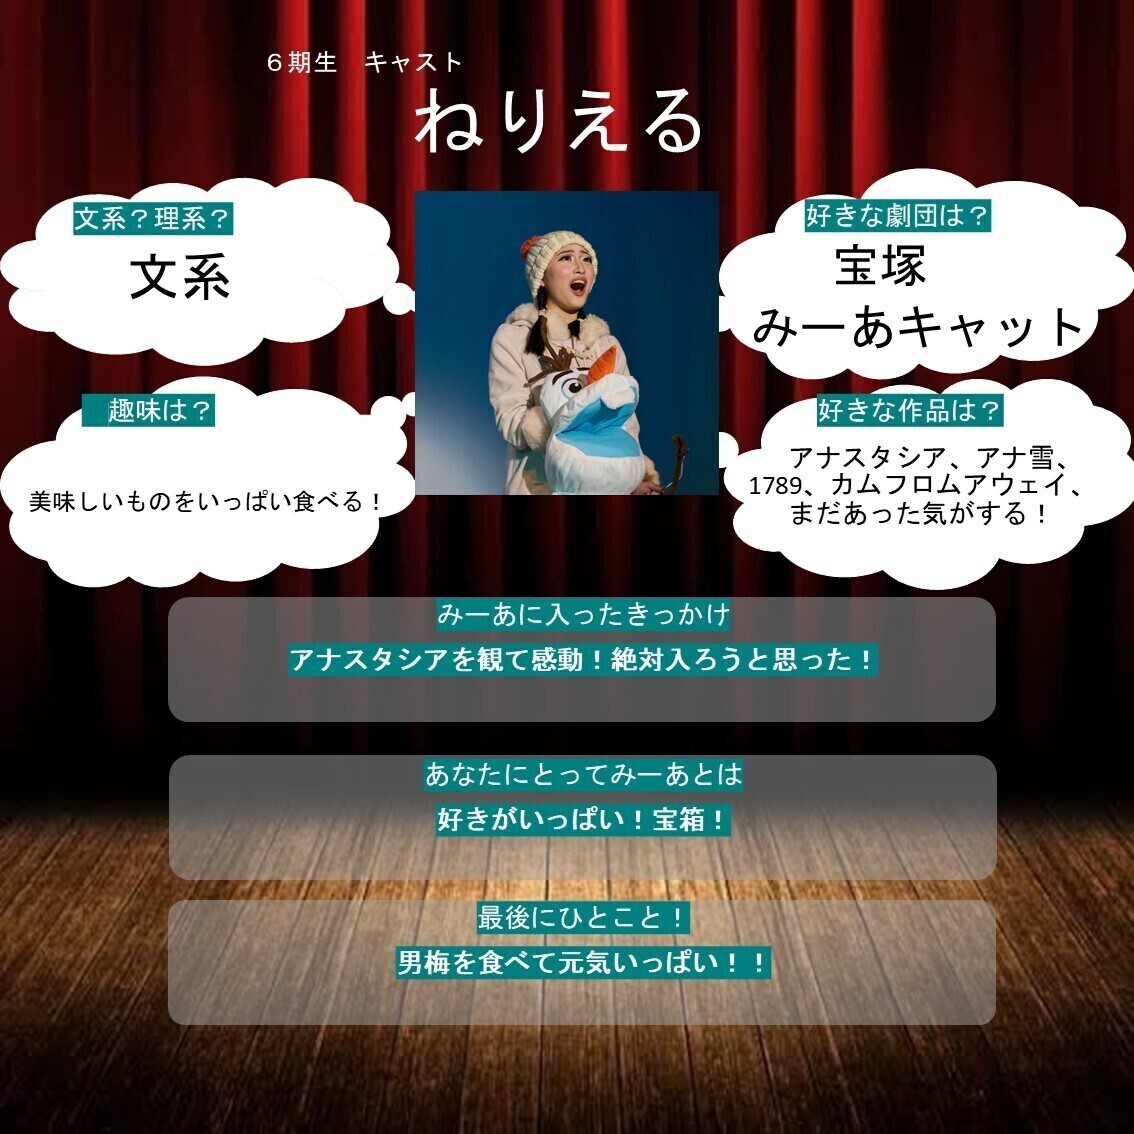 ６期生　キャスト
ねりえる
文系？理系？
文系
好きな劇団は？
宝塚
みーあキャット
趣味は？
美味しいものをいっぱい食べる！
好きな作品は？
アナスタシア、アナ雪、
1789、カムフロムアウェイ、
まだあった気がする！
みーあに入ったきっかけ
アナスタシアを観て感動！絶対入ろうと思った！
あなたにとってみーあとは
好きがいっぱい！宝箱！
最後にひとこと！
男梅を食べて元気いっぱい！！